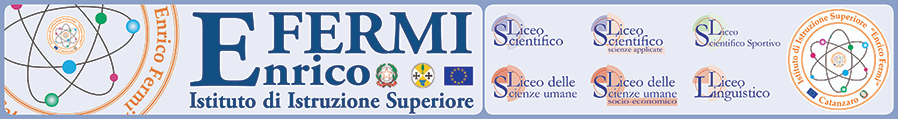 Enrico Fermi
E FERMI
Enrico
Istituto di Istruzione Superiore
Liceo
Scientifico
Liceo
Scientifico
scienze applicate
Liceo
Scientifico Sportivo
Liceo delle
Scienze umane
Liceo delle
Scienze umane
socio-economico
Liceo
Linguistico
Istituto di Istruzione Superiore "Enrico Fermi"
Catanzaro